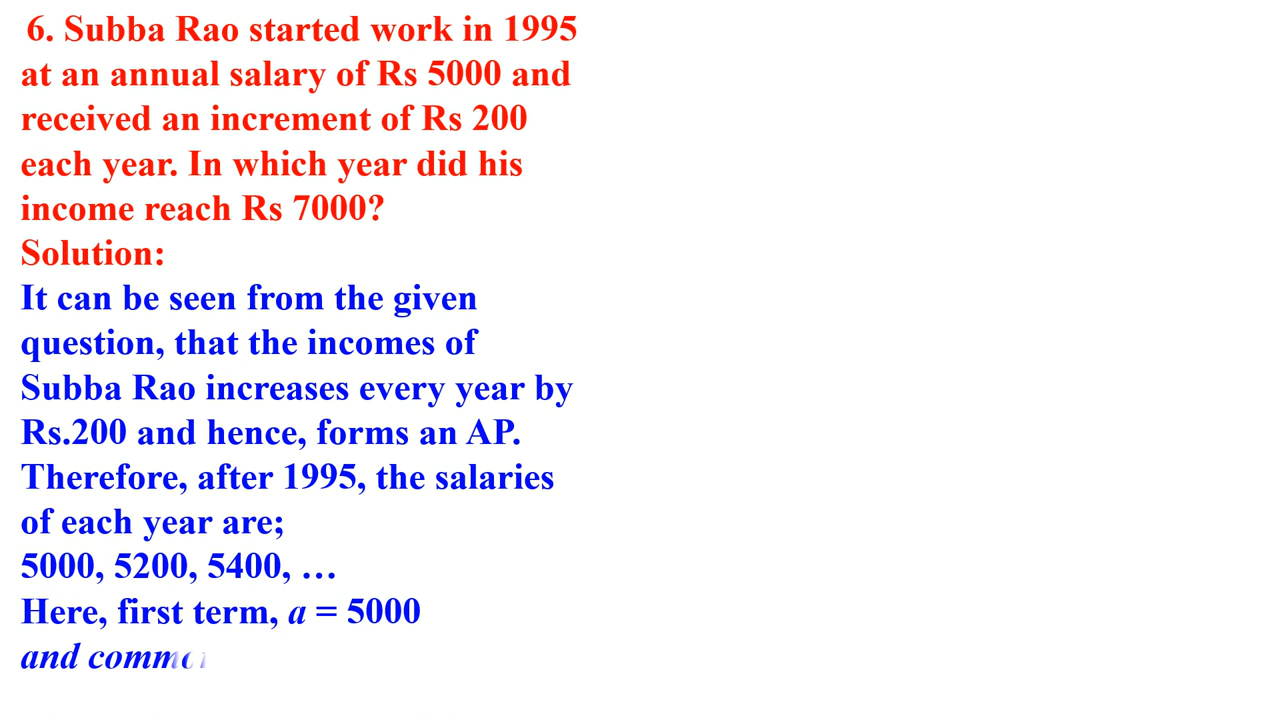 6. Subba Rao started work in 1995
at an annual salary of Rs 5000 and
received an increment of Rs 200
each year. In which year did his
income reach Rs 7000?
Solution:
It can be seen from the given
question, that the incomes of
Subba Rao increases every year by
Rs.200 and hence, forms an AP.
Therefore, after 1995, the salaries
of each year are;
5000, 5200, 5400, …
Here, first term, a = 5000
and